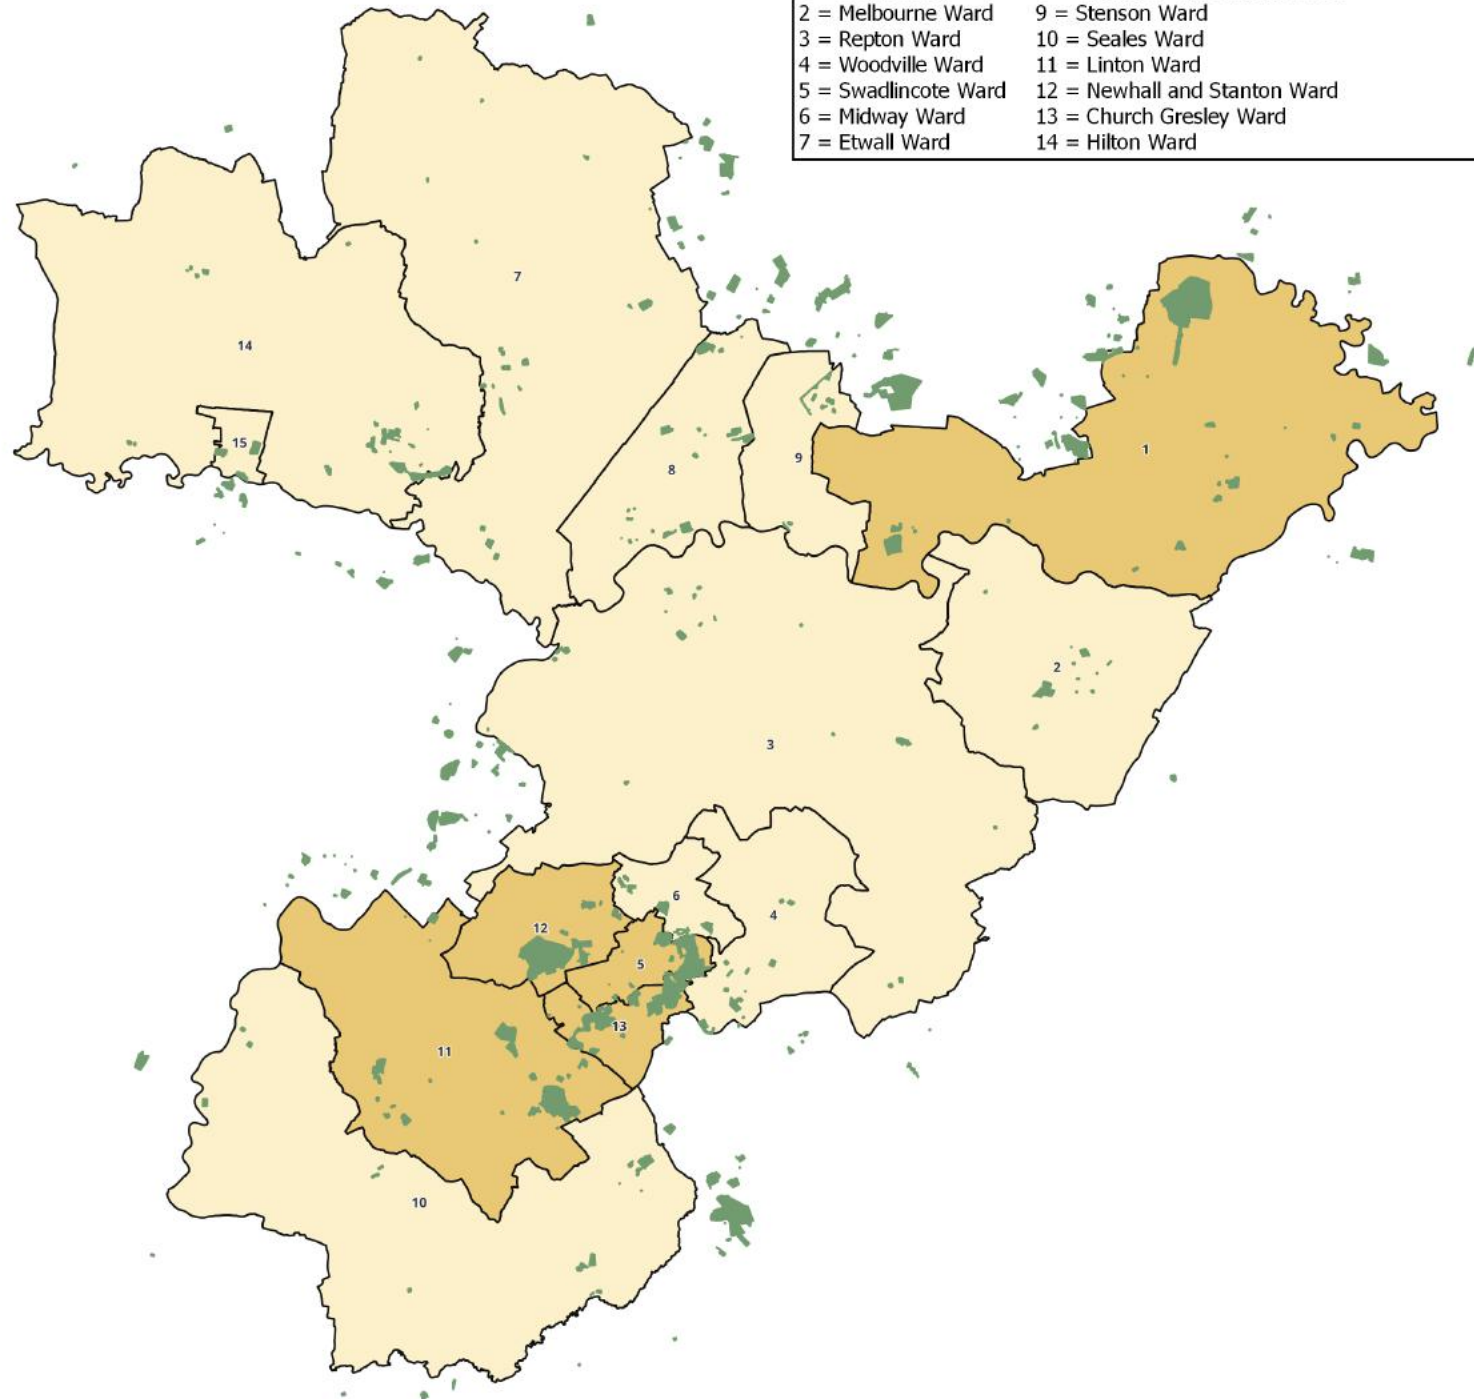 2 = Melbourne Ward 9 = Stenson Ward
3 = Repton Ward 10 = Seales Ward
4 = Woodville Ward 11 = Linton Ward
5 = Swadlincote Ward 12 = Newhall and Stanton Ward
6 = Midway Ward 13 = Church Gresley Ward
7 = Etwall Ward 14 = Hilton Ward
7
14
15
8
9
1
2
3
6
4
12
5
13
11
10